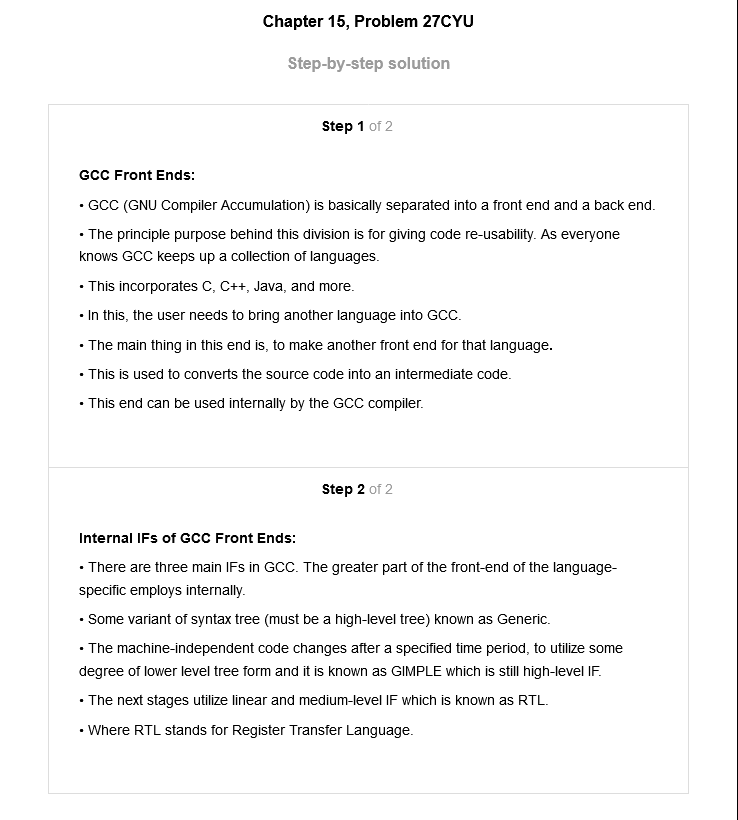 Chapter 15, Problem 27CYU
Step-by-step solution
Step 1 of 2
GCC Front Ends:
• GCC (GNU Compiler Accumulation) is basically separated into a front end and a back end.
• The principle purpose behind this division is for giving code re-usability. As everyone
knows GCC keeps up a collection of languages.
• This incorporates C, C++, Java, and more.
• In this, the user needs to bring another language into GCC.
• The main thing in this end is, to make another front end for that language.
• This is used to converts the source code into an intermediate code.
• This end can be used internally by the GCC compiler.
Step 2 of 2
Internal IFs of GCC Front Ends:
• There are three main IFs in GCC. The greater part of the front-end of the language-
specific employs internally.
• Some variant of syntax tree (must be a high-level tree) known as Generic.
• The machine-independent code changes after a specified time period, to utilize some
degree of lower level tree form and it is known as GIMPLE which is still high-level IF.
• The next stages utilize linear and medium-level IF which is known as RTL.
• Where RTL stands for Register Transfer Language.